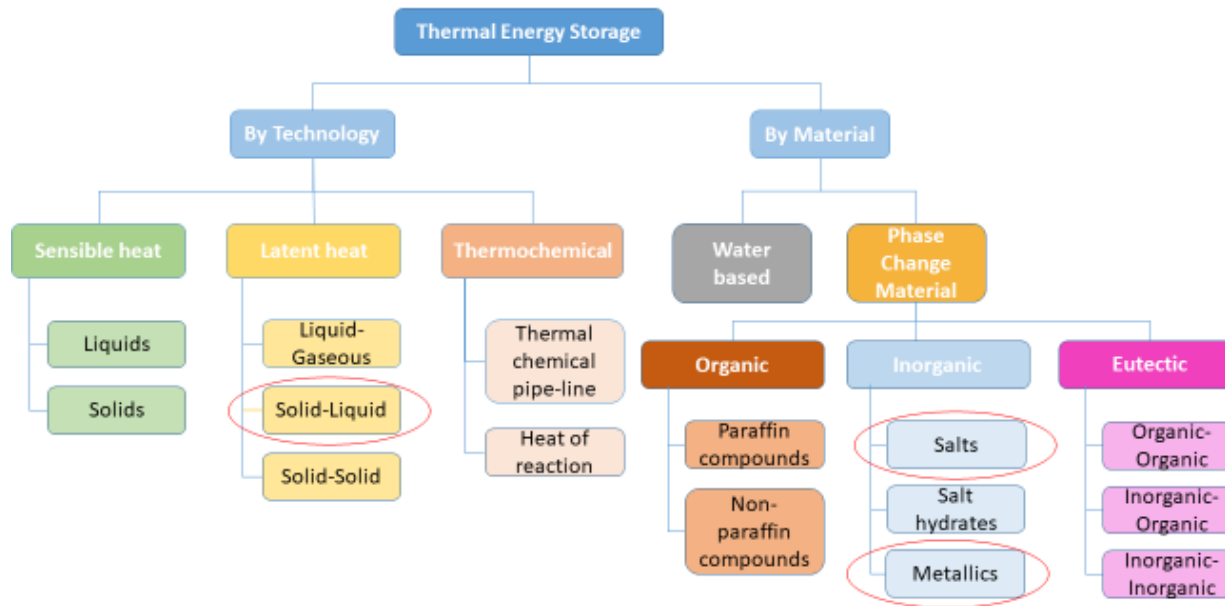 Thermal Energy Storage
By Technology
By Material
Sensible heat
Latent heat
Thermochemical
Water
based
Phase
Change
Material
Liquids
Solids
Liquid-
Gaseous
Solid-Liquid
Solid-Solid
Thermal
chemical
pipe-line
Heat of
reaction
Organic
Inorganic
Eutectic
Paraffin
compounds
Non-
paraffin
compounds
Salts
Salt
hydrates
Metallics
Organic-
Organic
Inorganic-
Organic
Inorganic-
Inorganic